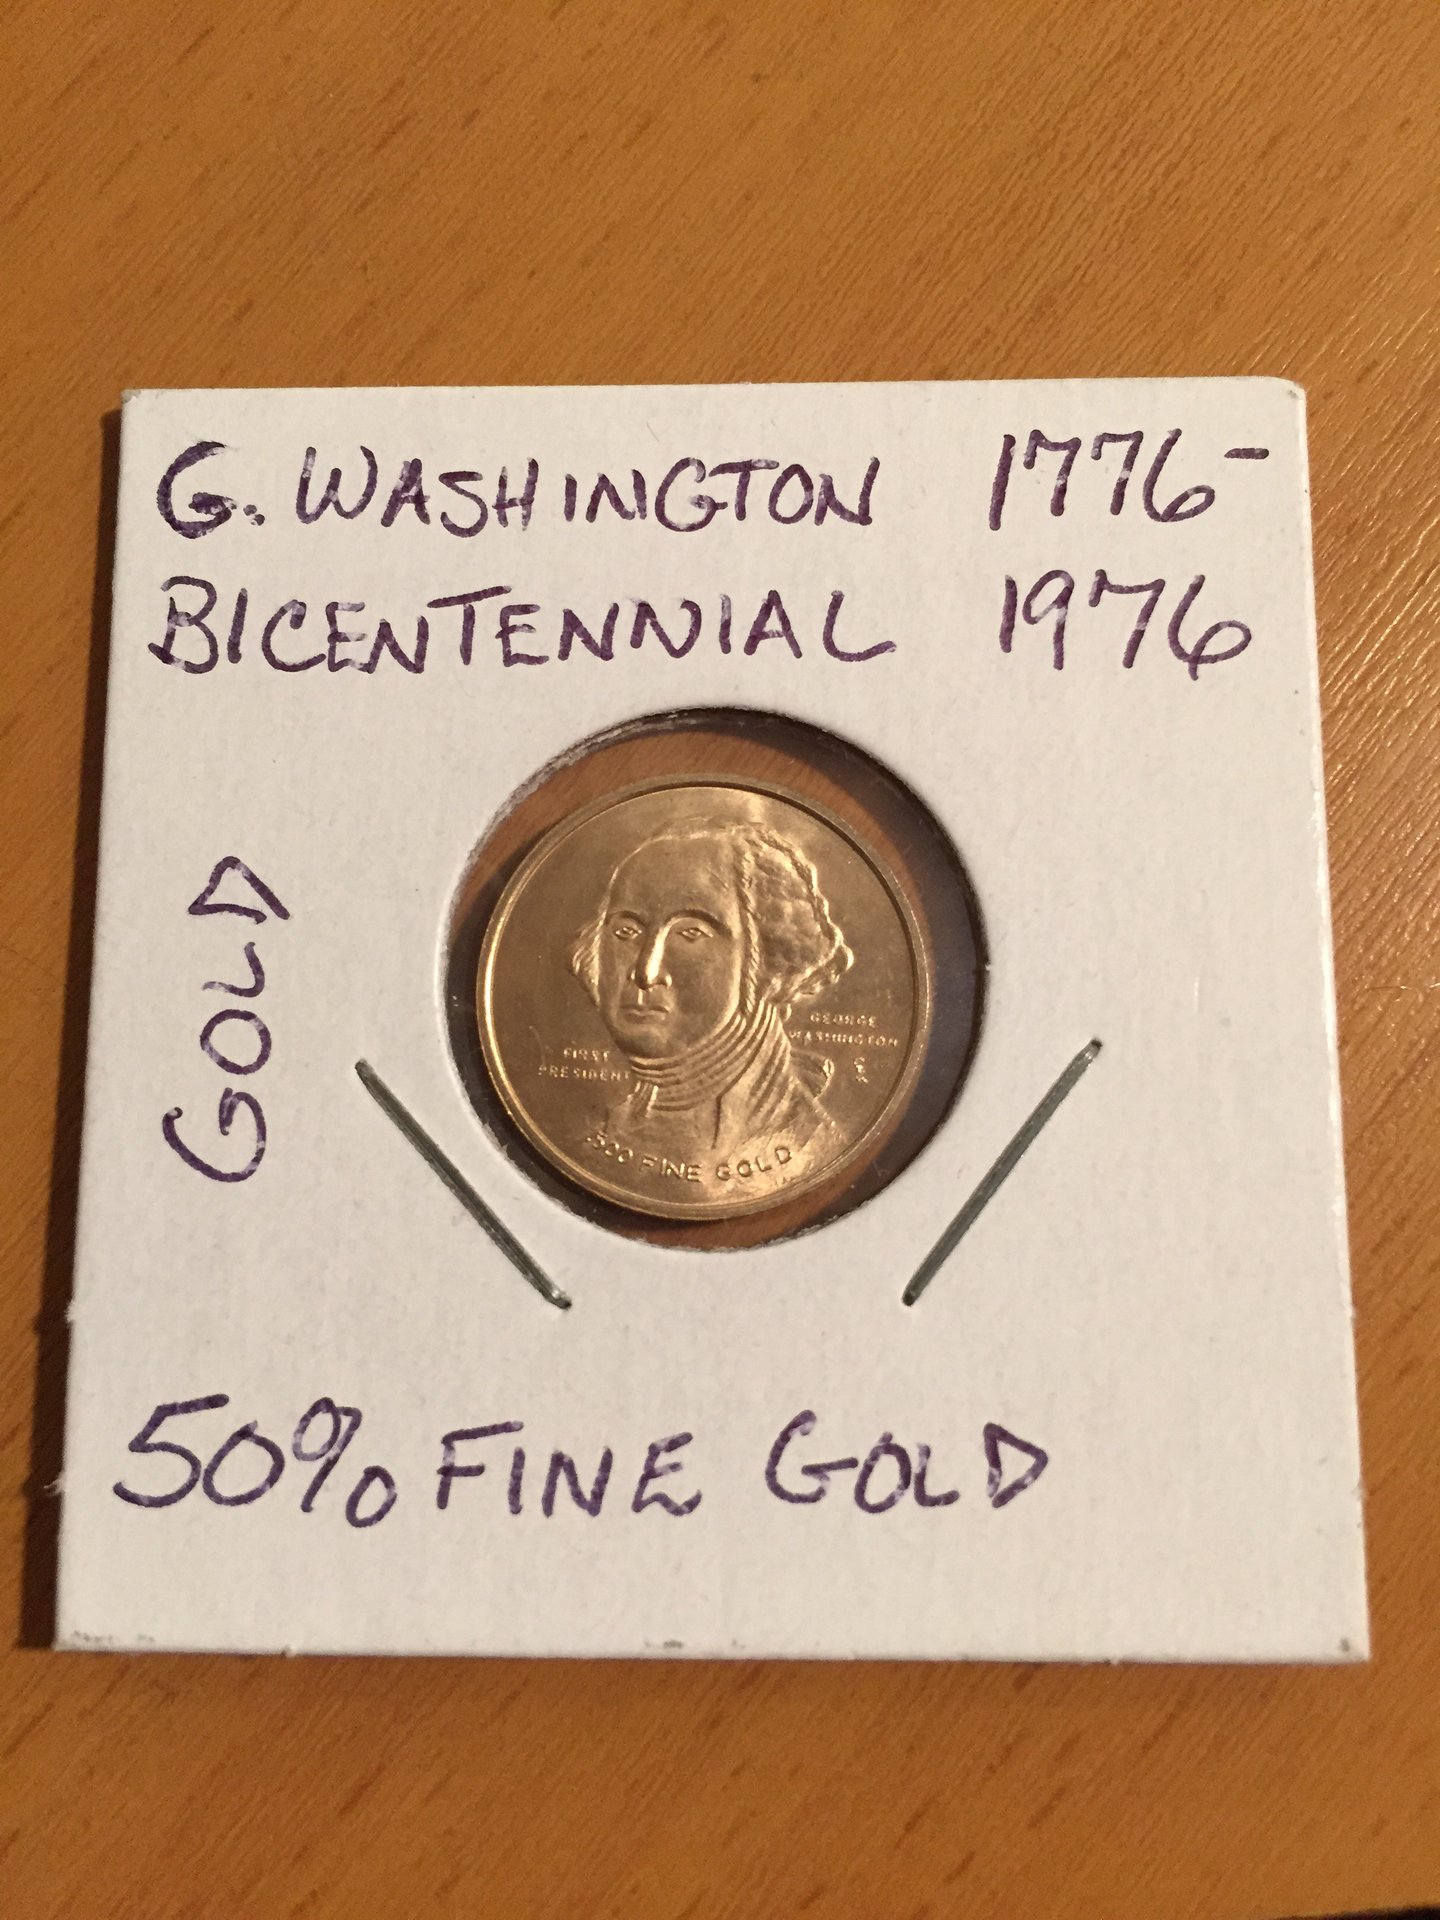 G. WASHINGTON 1776-
BICENTENNIAL 1976
GOLD
GEORGE
WASHINGTON
FIRST
PRESIDENT
.500 FINE GOLD
50% FINE GOLD